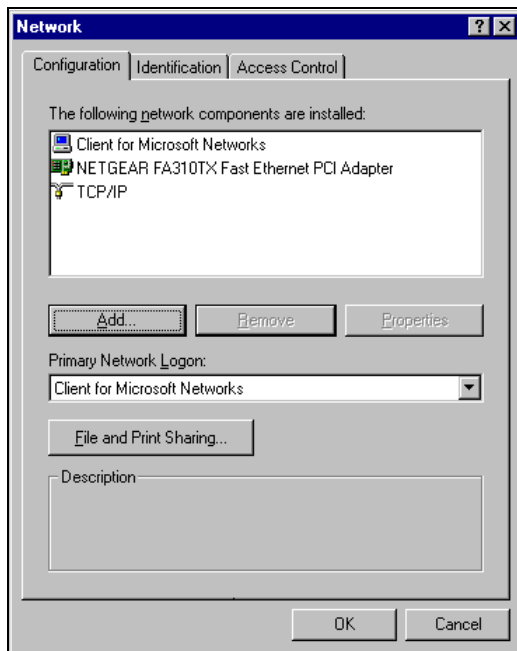 Network
Configuration Identification Access Control
The following network components are installed:
Client for Microsoft Networks
NETGEAR FA310TX Fast Ethernet PCI Adapter
TCP/IP
Add... Remove Properties
Primary Network Logon:
Client for Microsoft Networks
File and Print Sharing...
Description
OK Cancel